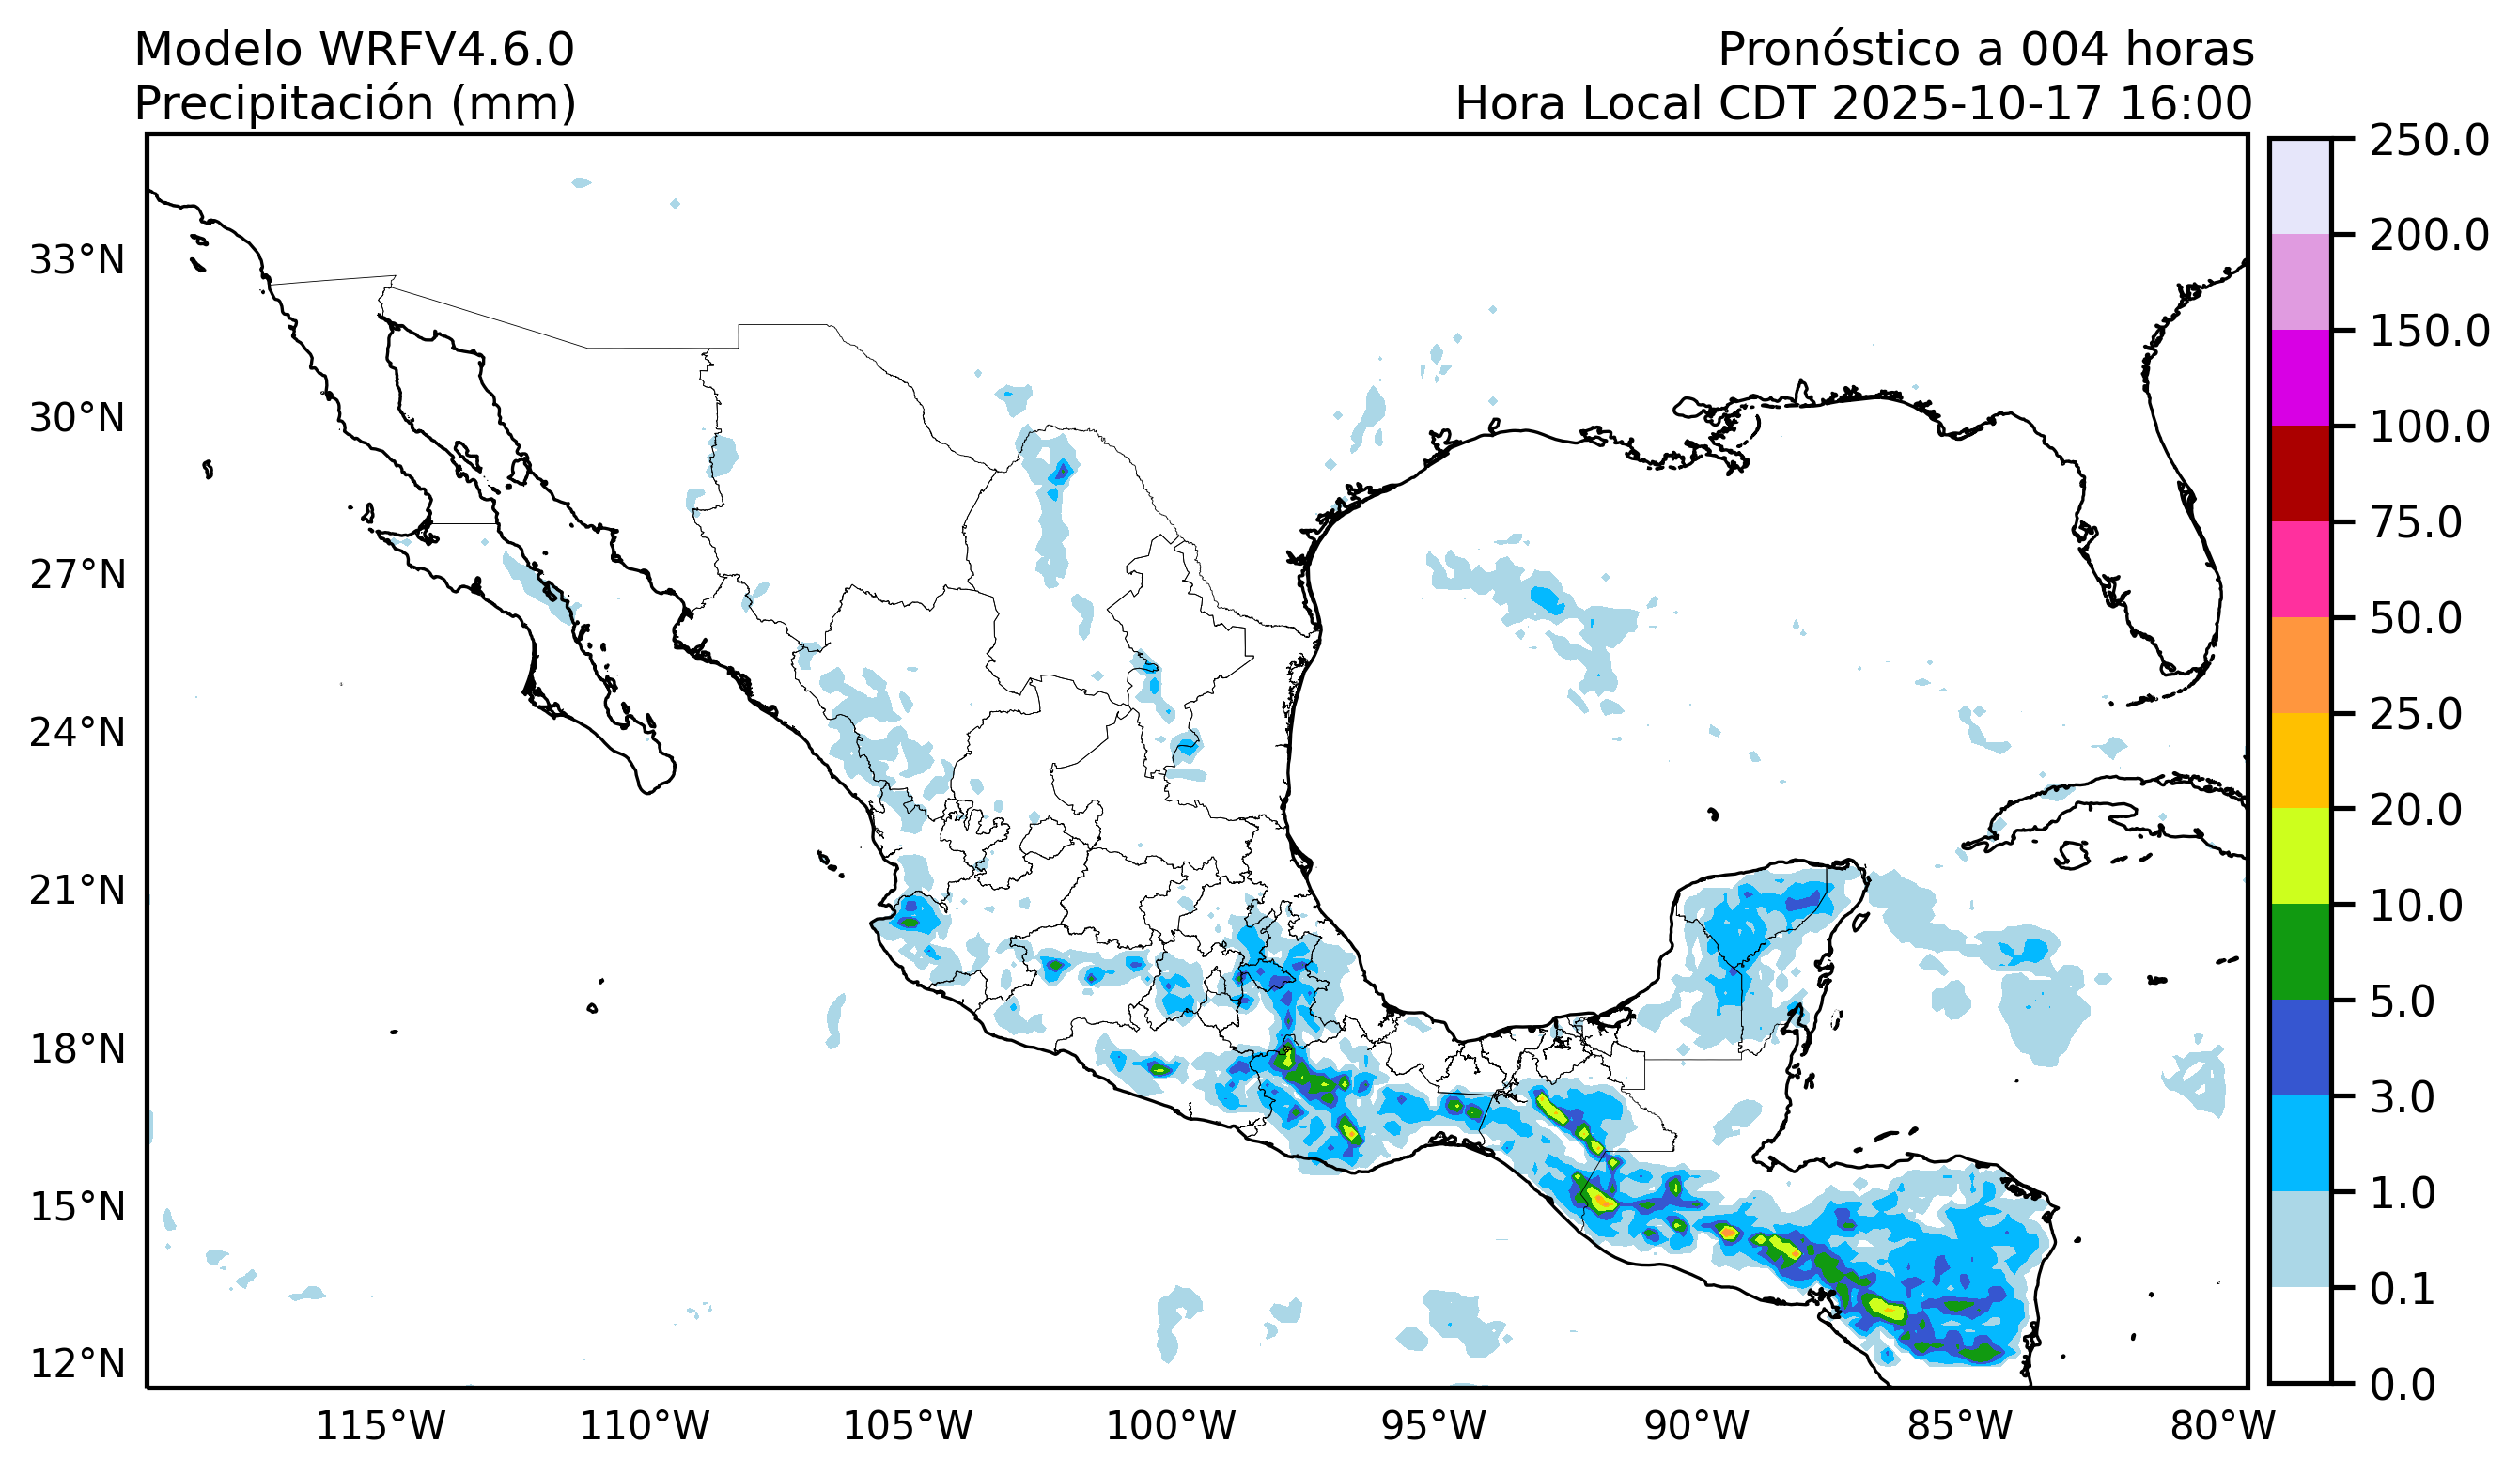 Modelo WRFV4.6.0
Pronóstico a 004 horas
Precipitación (mm)
Hora Local CDT 2025-10-17 16:00
33°N
30°N
27°N
24°N
21°N
18°N
15°N
12°N
115°W
110°W
105°W
100°W
95°W
90°W
85°W
80°W
250.0
200.0
150.0
100.0
75.0
50.0
25.0
20.0
10.0
5.0
3.0
1.0
0.1
0.0